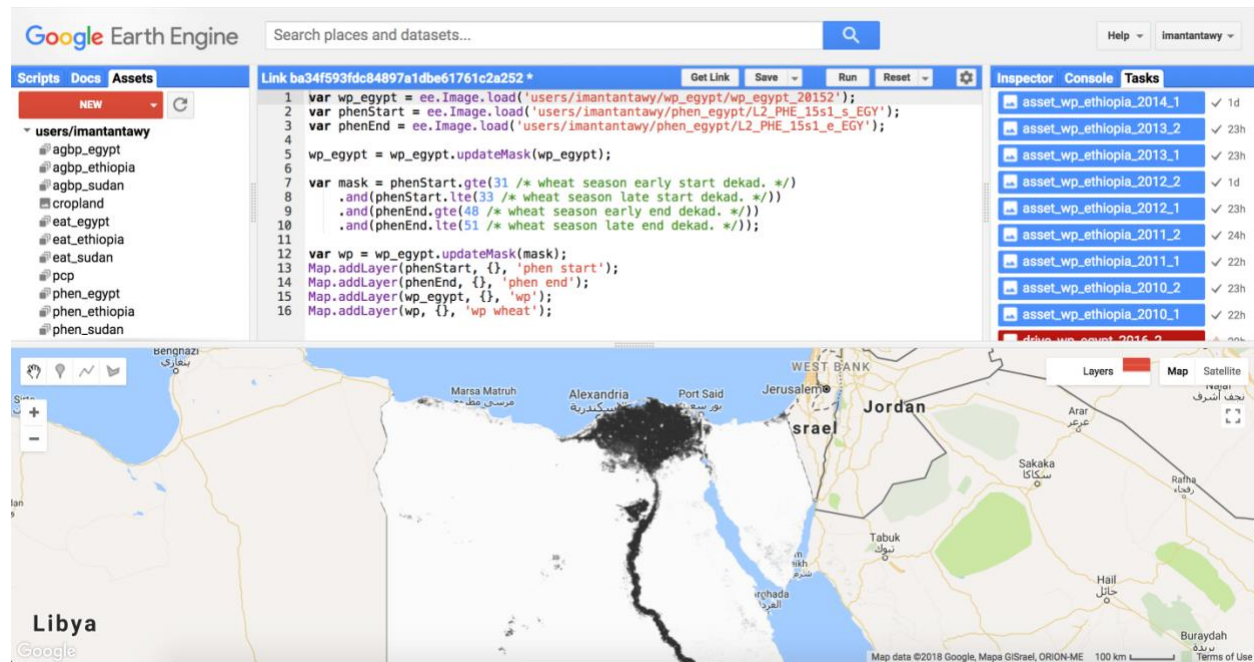 Google Earth Engine
Search places and datasets...
Help
imantantawy
Scripts Docs Assets
NEW
users/imantantawy
agbp_egypt
agbp_ethiopia
agbp_sudan
cropland
eat_egypt
eat_ethiopia
eat_sudan
pcp
phen_egypt
phen_ethiopia
phen_sudan
Link ba34f593fdc84897a1dbe61761c2a252 *
Get Link Save Run Reset
1 var wp_egypt = ee.Image.load('users/imantantawy/wp_egypt/wp_egypt_20152');
2 var phenStart = ee.Image.load('users/imantantawy/phen_egypt/L2_PHE_15s1_s_EGY');
3 var phenEnd = ee.Image.load('users/imantantawy/phen_egypt/L2_PHE_15s1_e_EGY');
4
5 wp_egypt = wp_egypt.updateMask(wp_egypt);
6
7 var mask = phenStart.gte(31 /* wheat season early start dekad. */)
8 .and(phenStart.lte(33 /* wheat season late start dekad. */))
9 .and(phenEnd.gte(48 /* wheat season early end dekad. */))
10 .and(phenEnd.lte(51 /* wheat season late end dekad. */));
11
12 var wp = wp_egypt.updateMask(mask);
13 Map.addLayer(phenStart, {}, 'phen start');
14 Map.addLayer(phenEnd, {}, 'phen end');
15 Map.addLayer(wp_egypt, {}, 'wp');
16 Map.addLayer(wp, {}, 'wp wheat');
Inspector Console Tasks
asset_wp_ethiopia_2014_1 ✓ 1d
asset_wp_ethiopia_2013_2 ✓ 23h
asset_wp_ethiopia_2013_1 ✓ 23h
asset_wp_ethiopia_2012_2 ✓ 1d
asset_wp_ethiopia_2012_1 ✓ 23h
asset_wp_ethiopia_2011_2 ✓ 24h
asset_wp_ethiopia_2011_1 ✓ 22h
asset_wp_ethiopia_2010_2 ✓ 23h
asset_wp_ethiopia_2010_1 ✓ 22h
drive_wp_egypt_2016_2
Benghazi
بنغازي
+
−
Marsa Matruh
مرسى مطروح
Alexandria
Port Said
بور سعيد
WEST BANK
Jerusalem
srael
Jordan
Layers
Map Satellite
نجف أشرف
Arar
عرعر
Sakaka
سكاكا
Rafha
رفحاء
Tabuk
تبوك
Hail
حائل
Buraydah
بريدة
Libya
Google
Map data ©2018 Google, Mapa GISrael, ORION-ME 100 km Terms of Use